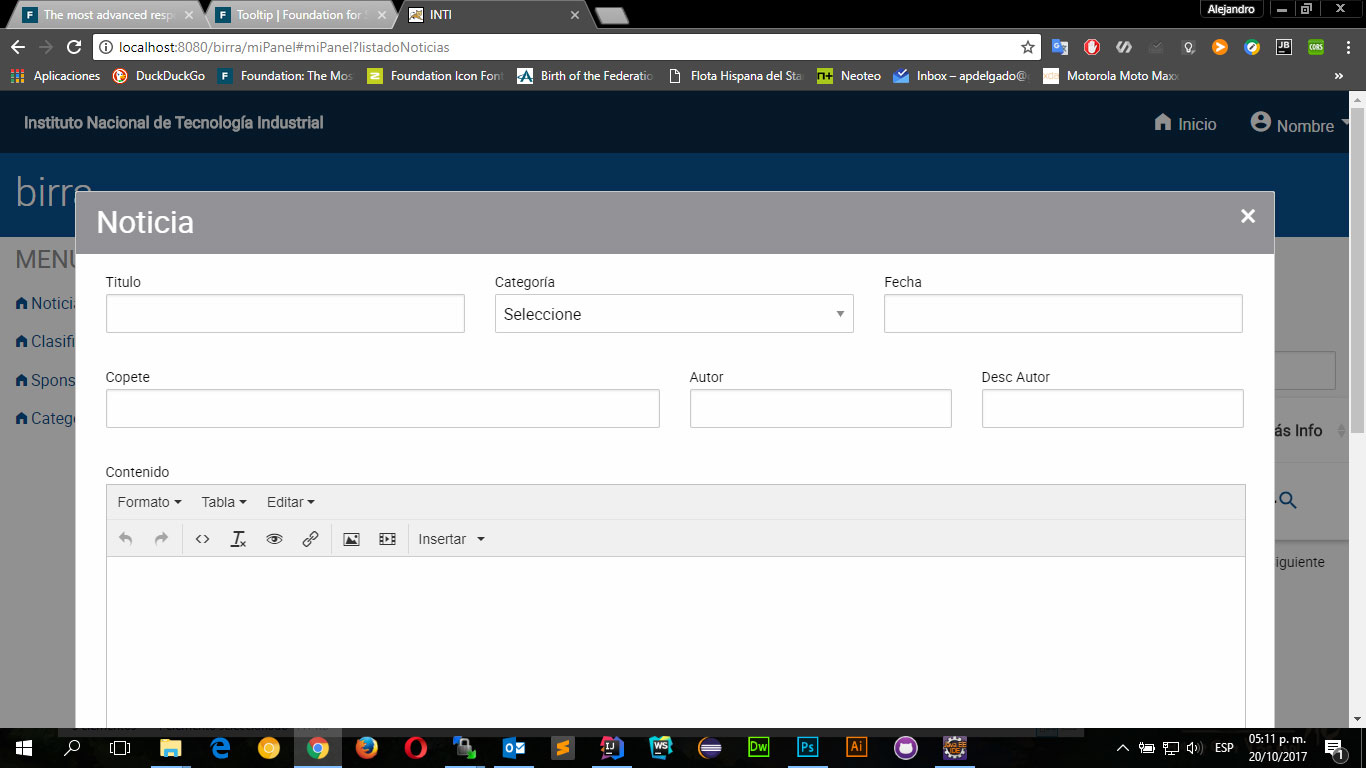 The most advanced resp
Tooltip | Foundation for S
INTI
Alejandro
localhost:8080/birra/miPanel#miPanel?listadoNoticias
Aplicaciones
DuckDuckGo
Foundation: The Mos
Foundation Icon Font
Birth of the Federatio
Flota Hispana del Sta
Neoteo
Inbox – apdelgado@
Motorola Moto Maxx
Instituto Nacional de Tecnología Industrial
Inicio
Nombre
birra
MENU
Noticia
Titulo
Categoría
Fecha
Seleccione
Noticia
Clasifi
Spons
Catego
Copete
Autor
Desc Autor
ás Info
Contenido
Formato
Tabla
Editar
Insertar
iguiente
ESP
05:11 p. m.
20/10/2017
1